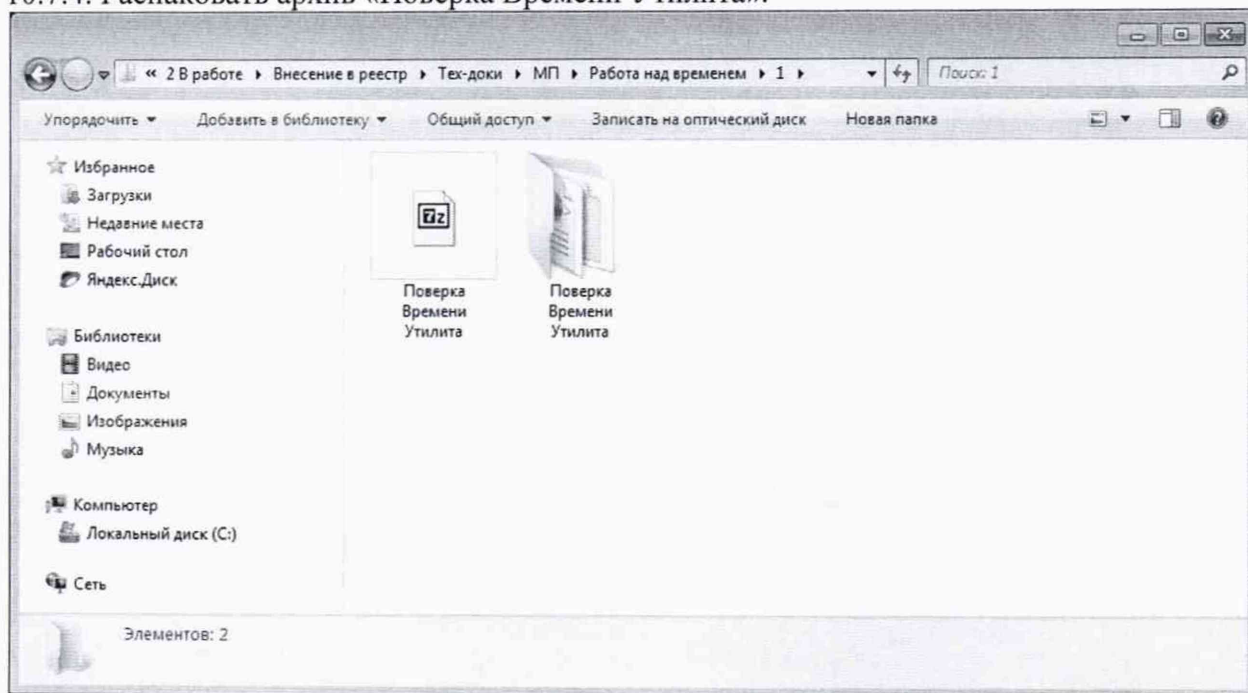 10.7.4. Распаковать архив «Поверка Времени Утилита».
« 2 В работе ▸ Внесение в реестр ▸ Тех-доки ▸ МП ▸ Работа над временем ▸ 1 ▸
Поиск: 1
Упорядочить ▾ Добавить в библиотеку ▾ Общий доступ ▾ Записать на оптический диск Новая папка
Избранное
Загрузки
Недавние места
Рабочий стол
Яндекс.Диск
Библиотеки
Видео
Документы
Изображения
Музыка
Компьютер
Локальный диск (C:)
Сеть
7z
Поверка
Времени
Утилита
Поверка
Времени
Утилита
Элементов: 2